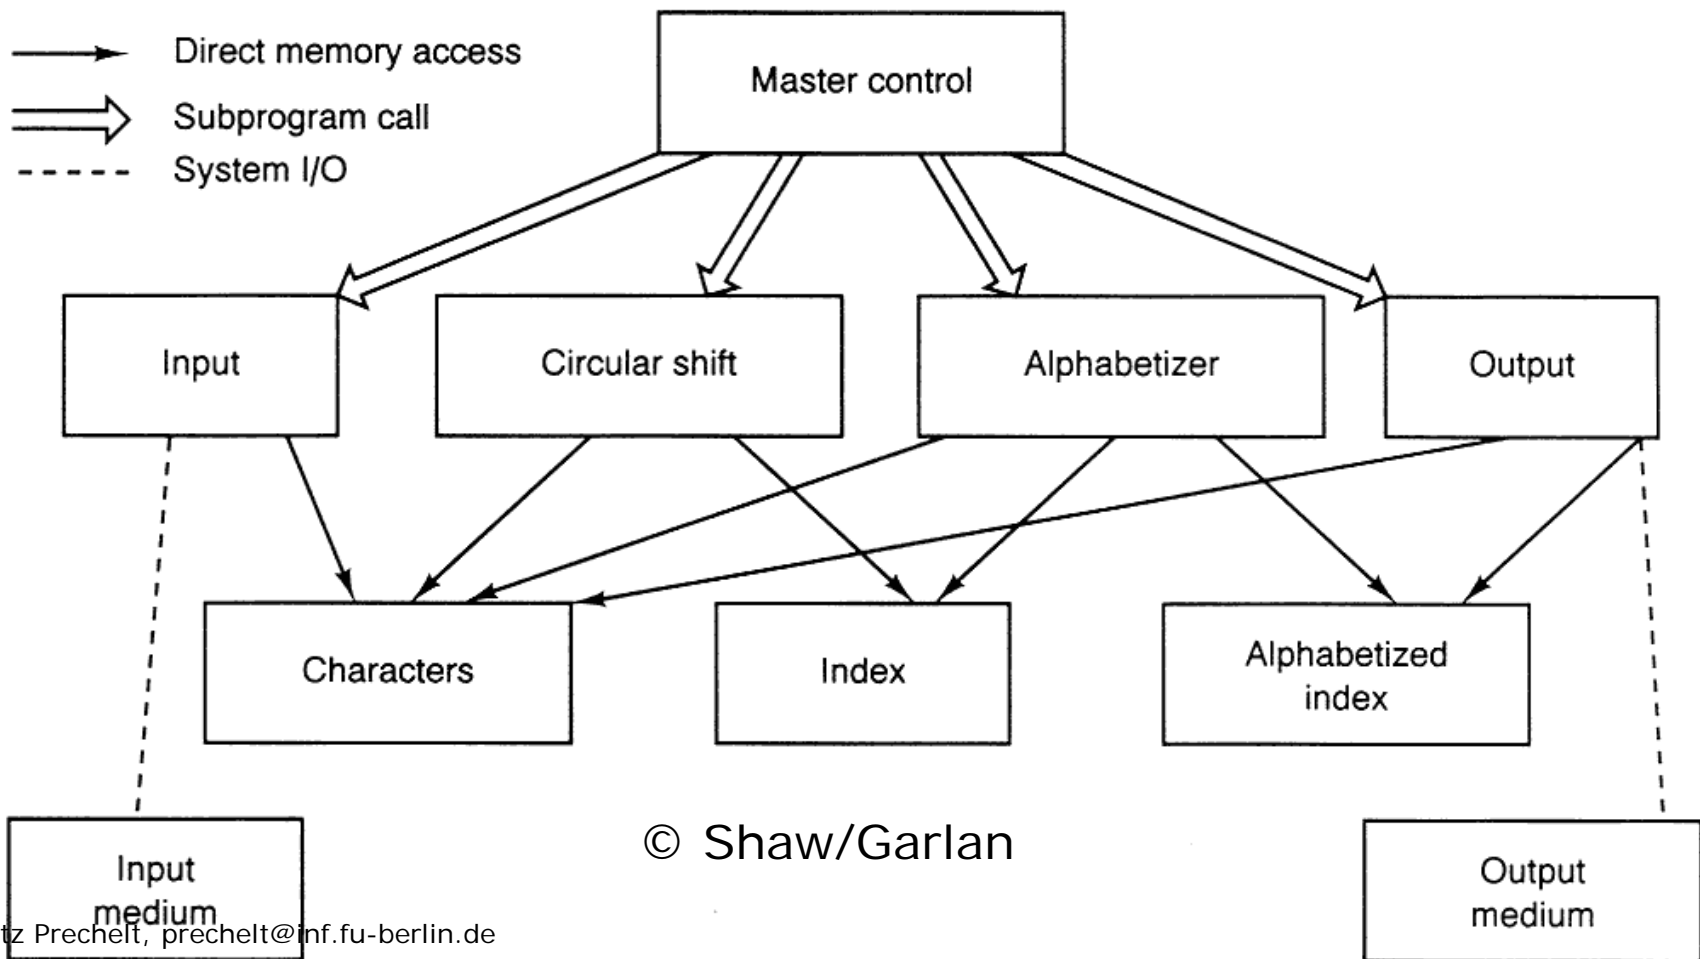 Direct memory access
Subprogram call
System I/O
Master control
Input
Circular shift
Alphabetizer
Output
Characters
Index
Alphabetized
index
Input
medium
© Shaw/Garlan
Output
medium
tz Prechelt, prechelt@inf.fu-berlin.de